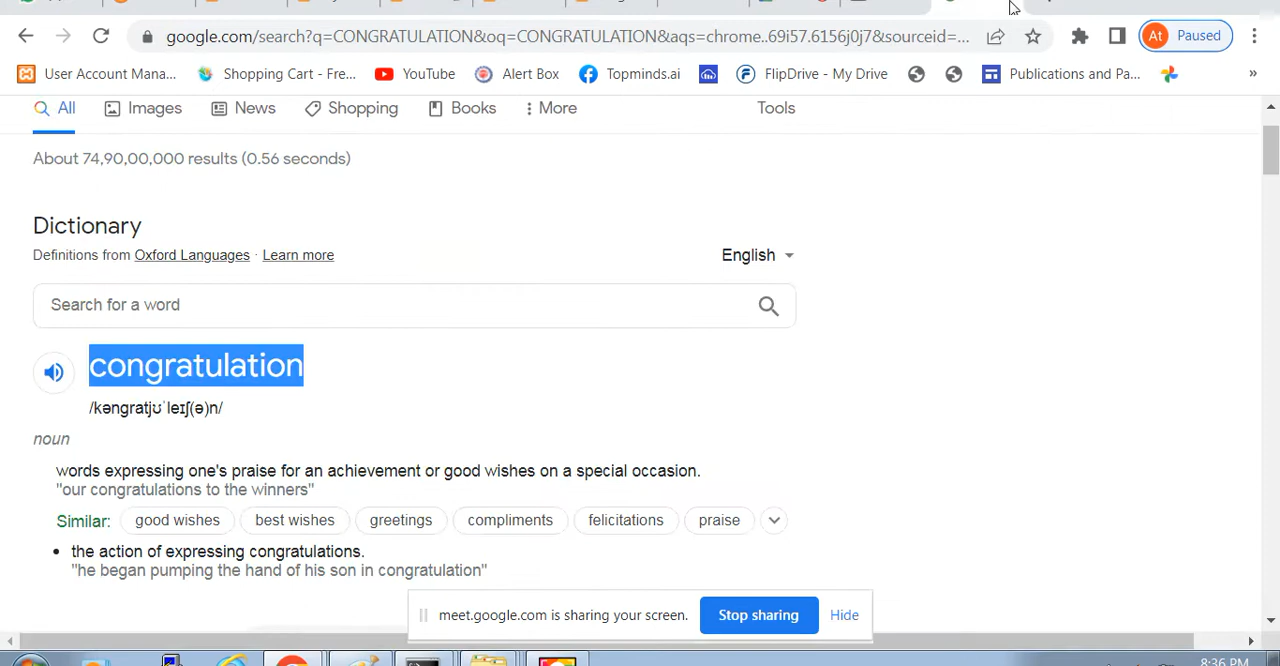 google.com/search?q=CONGRATULATION&oq=CONGRATULATION&aqs=chrome..69i57.6156j0j7&sourceid=... At Paused
User Account Mana... Shopping Cart - Fre... YouTube Alert Box Topminds.ai FlipDrive - My Drive Publications and Pa... »
All Images News Shopping Books More Tools
About 74,90,00,000 results (0.56 seconds)
Dictionary
Definitions from Oxford Languages · Learn more English
Search for a word
congratulation
/kəngratjʊˈleɪʃ(ə)n/
noun
words expressing one's praise for an achievement or good wishes on a special occasion.
"our congratulations to the winners"
Similar: good wishes best wishes greetings compliments felicitations praise
• the action of expressing congratulations.
"he began pumping the hand of his son in congratulation"
meet.google.com is sharing your screen. Stop sharing Hide
8:36 PM